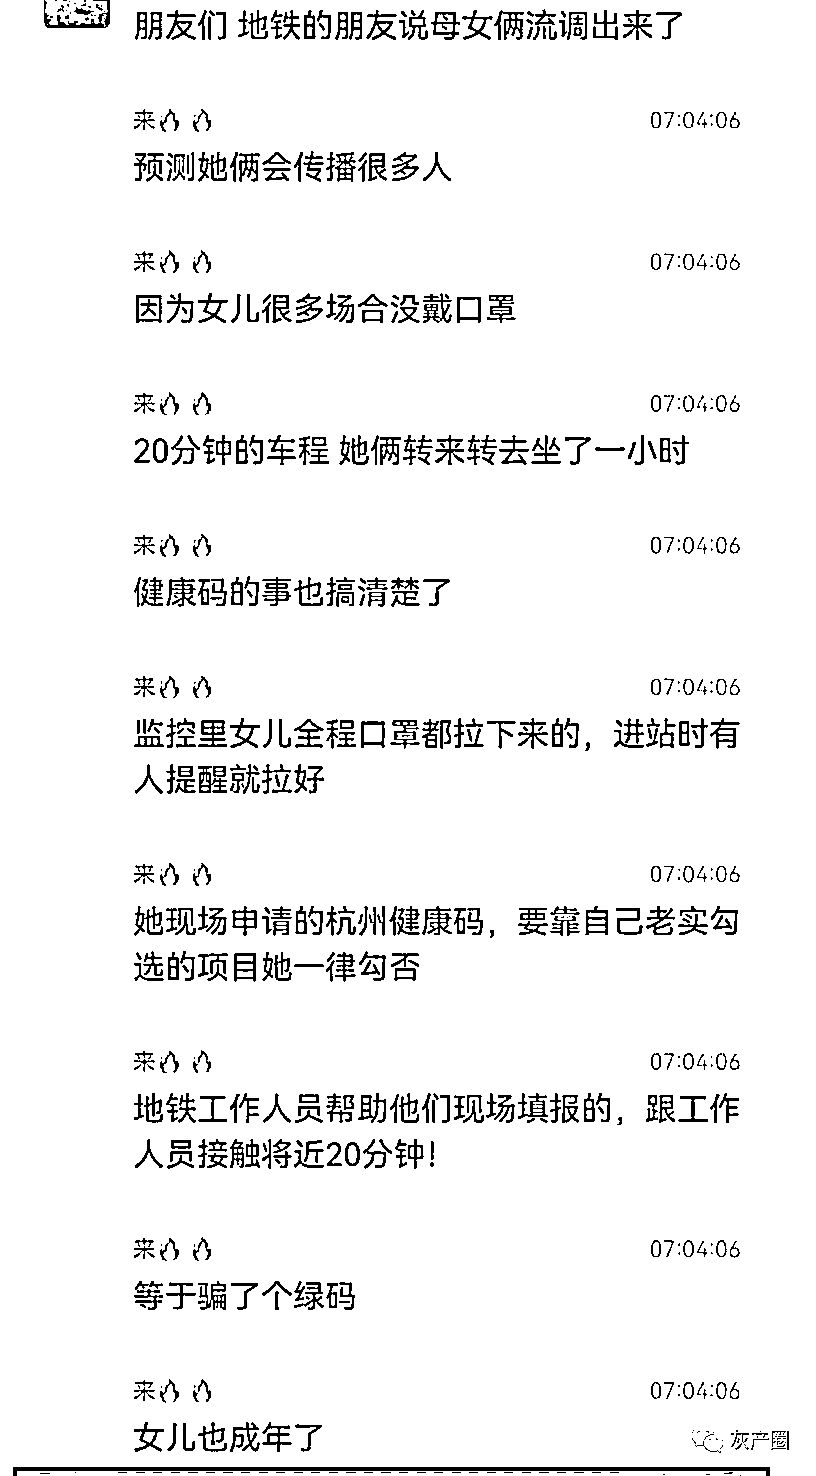 朋友们 地铁的朋友说母女俩流调出来了
来 07:04:06
预测她俩会传播很多人
来 07:04:06
因为女儿很多场合没戴口罩
来 07:04:06
20分钟的车程 她俩转来转去坐了一小时
来 07:04:06
健康码的事也搞清楚了
来 07:04:06
监控里女儿全程口罩都拉下来的，进站时有
人提醒就拉好
来 07:04:06
她现场申请的杭州健康码，要靠自己老实勾
选的项目她一律勾否
来 07:04:06
地铁工作人员帮助他们现场填报的，跟工作
人员接触将近20分钟！
来 07:04:06
等于骗了个绿码
来 07:04:06
女儿也成年了
灰产圈